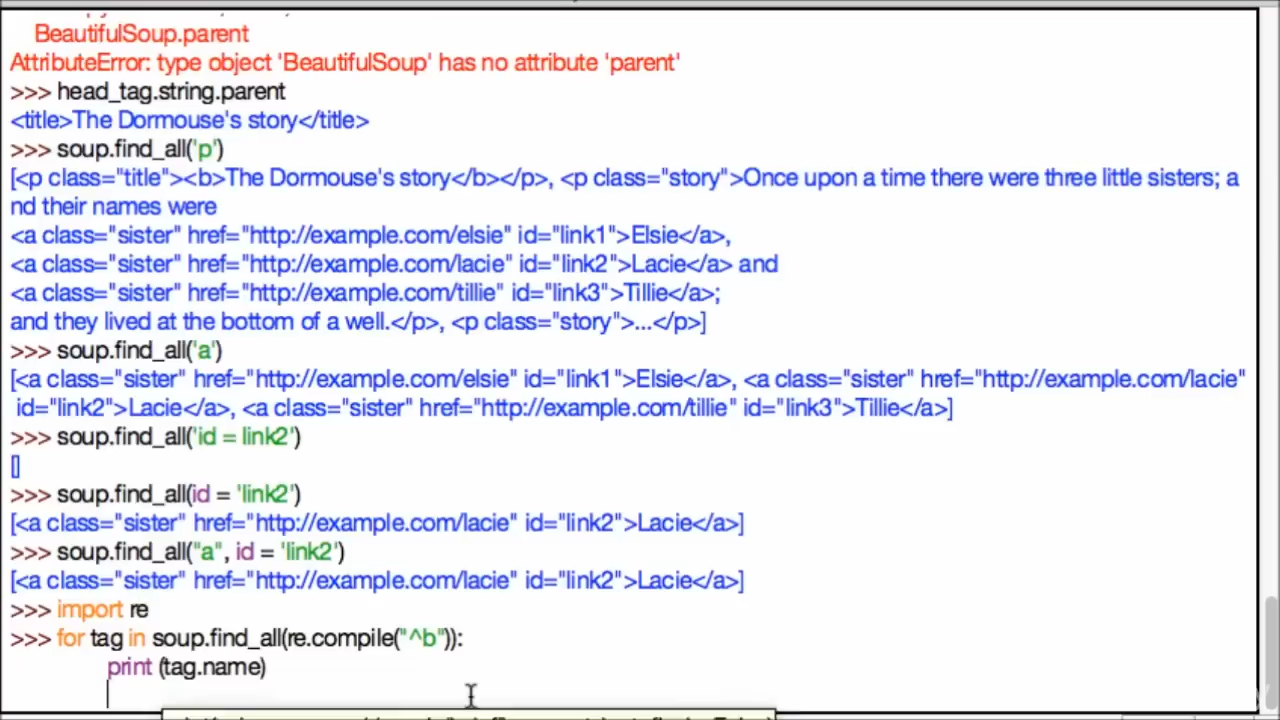 BeautifulSoup.parent
AttributeError: type object 'BeautifulSoup' has no attribute 'parent'
>>> head_tag.string.parent
<title>The Dormouse's story</title>
>>> soup.find_all('p')
[<p class="title"><b>The Dormouse's story</b></p>, <p class="story">Once upon a time there were three little sisters; a
nd their names were
<a class="sister" href="http://example.com/elsie" id="link1">Elsie</a>,
<a class="sister" href="http://example.com/lacie" id="link2">Lacie</a> and
<a class="sister" href="http://example.com/tillie" id="link3">Tillie</a>;
and they lived at the bottom of a well.</p>, <p class="story">...</p>]
>>> soup.find_all('a')
[<a class="sister" href="http://example.com/elsie" id="link1">Elsie</a>, <a class="sister" href="http://example.com/lacie"
id="link2">Lacie</a>, <a class="sister" href="http://example.com/tillie" id="link3">Tillie</a>]
>>> soup.find_all('id = link2')
[]
>>> soup.find_all(id = 'link2')
[<a class="sister" href="http://example.com/lacie" id="link2">Lacie</a>]
>>> soup.find_all("a", id = 'link2')
[<a class="sister" href="http://example.com/lacie" id="link2">Lacie</a>]
>>> import re
>>> for tag in soup.find_all(re.compile("^b")):
print (tag.name)